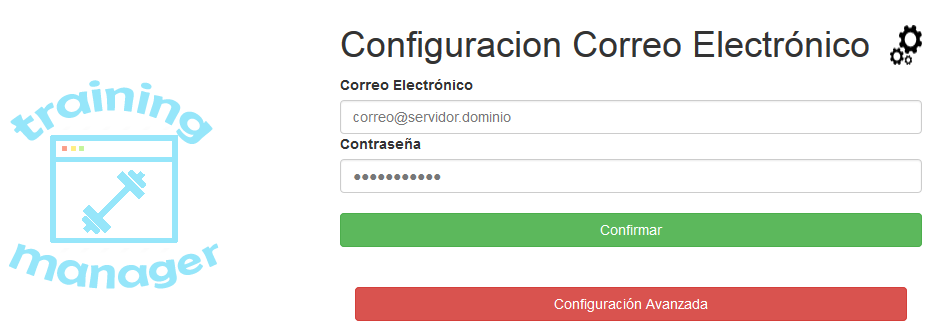 training
manager
Configuracion Correo Electrónico
Correo Electrónico
correo@servidor.dominio
Contraseña
●●●●●●●●●●●
Confirmar
Configuración Avanzada